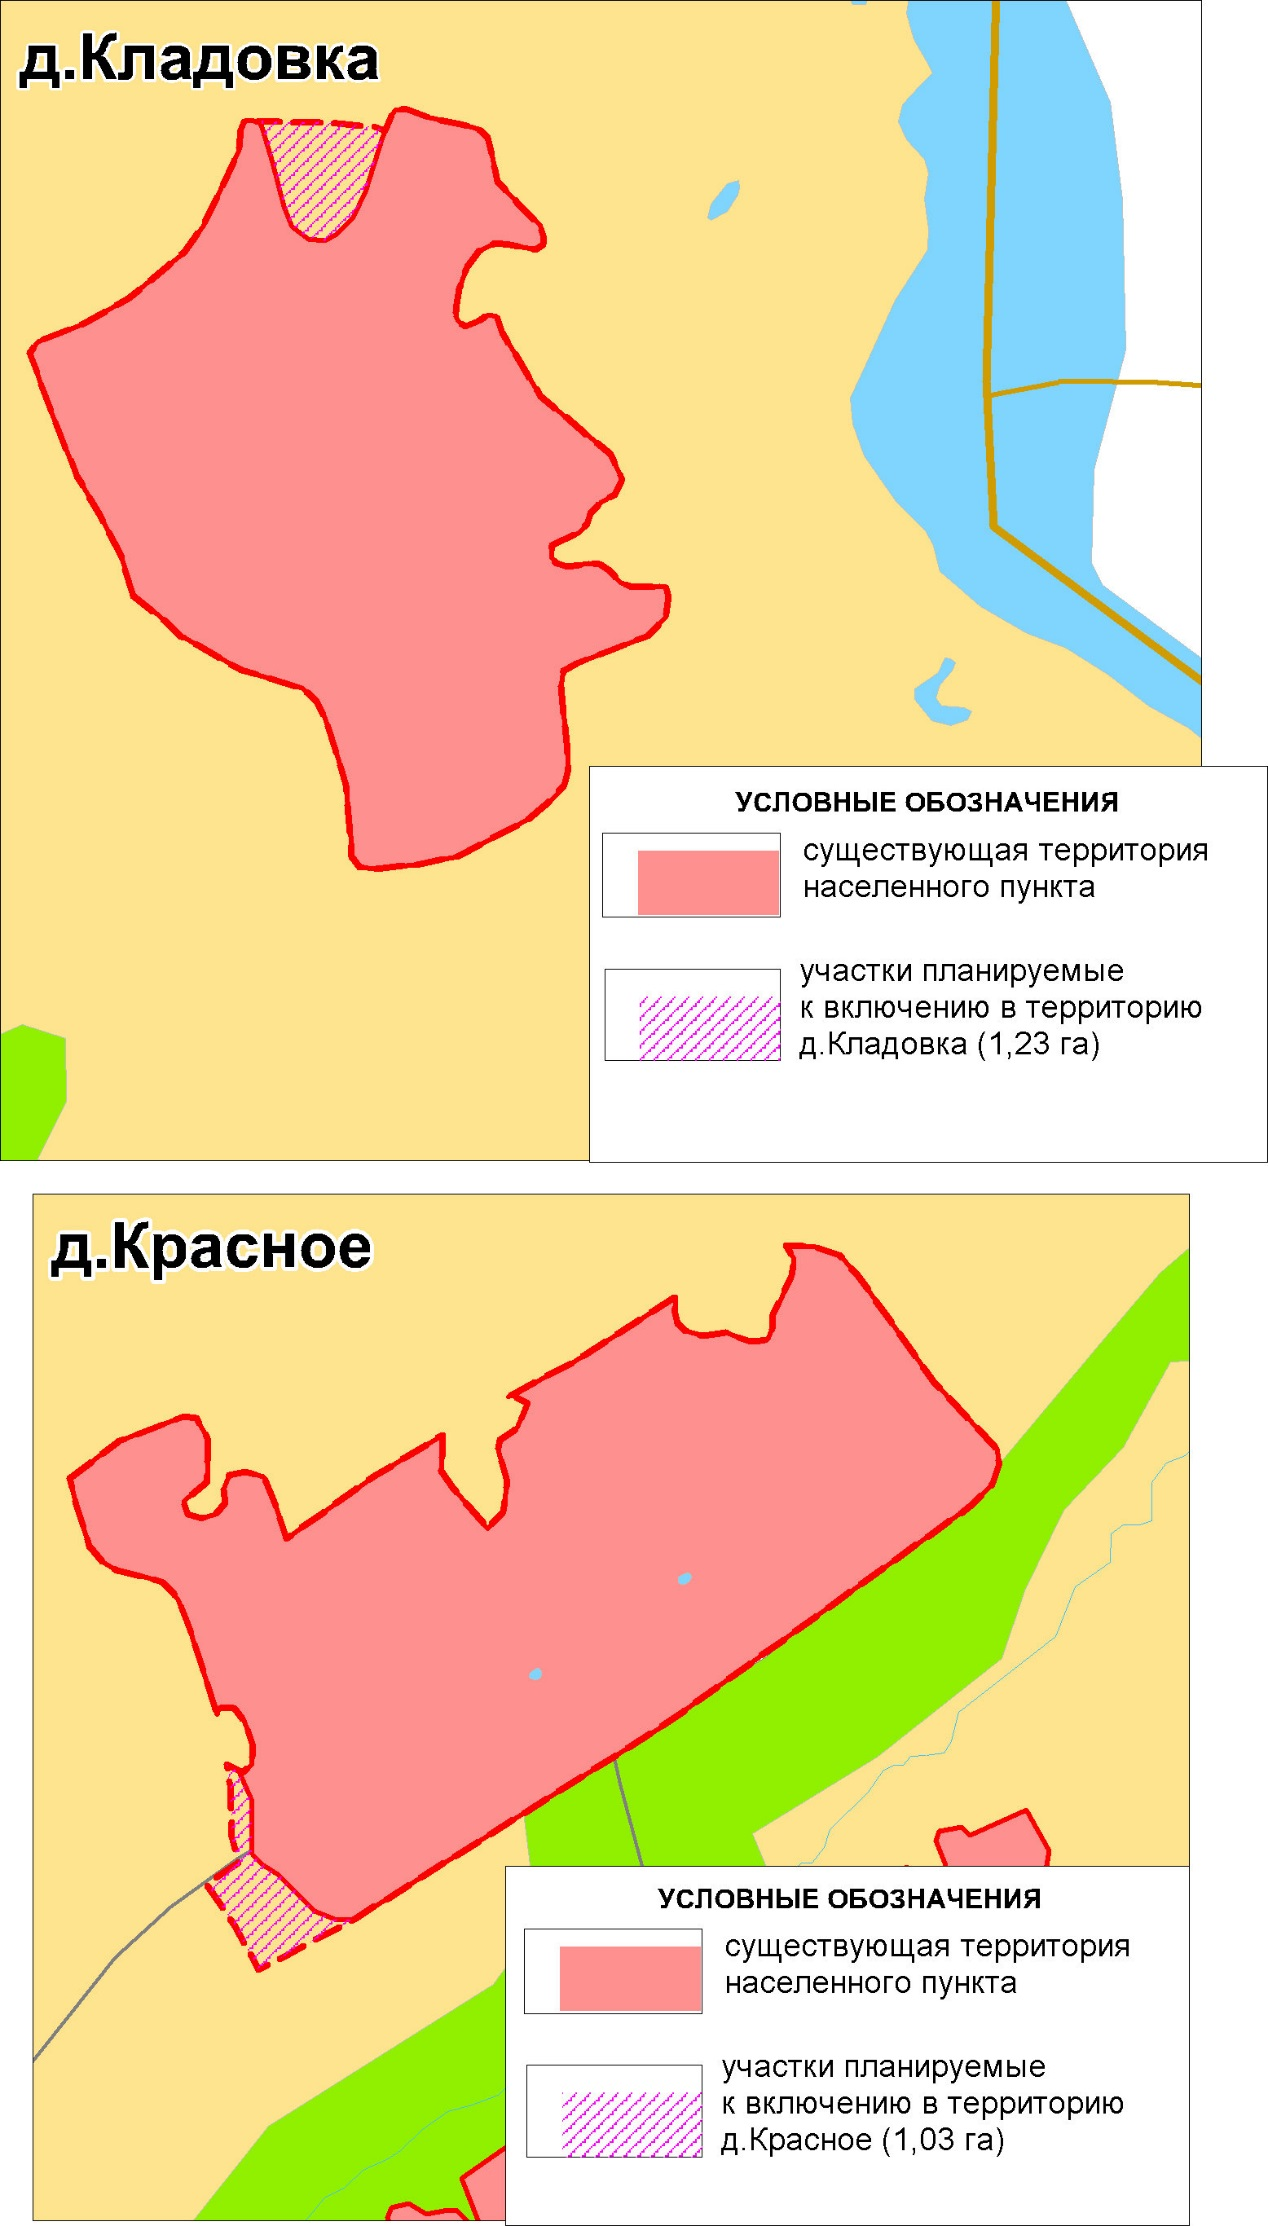 д.Кладовка
УСЛОВНЫЕ ОБОЗНАЧЕНИЯ
существующая территория
населенного пункта
участки планируемые
к включению в территорию
д.Кладовка (1,23 га)
д.Красное
УСЛОВНЫЕ ОБОЗНАЧЕНИЯ
существующая территория
населенного пункта
участки планируемые
к включению в территорию
д.Красное (1,03 га)